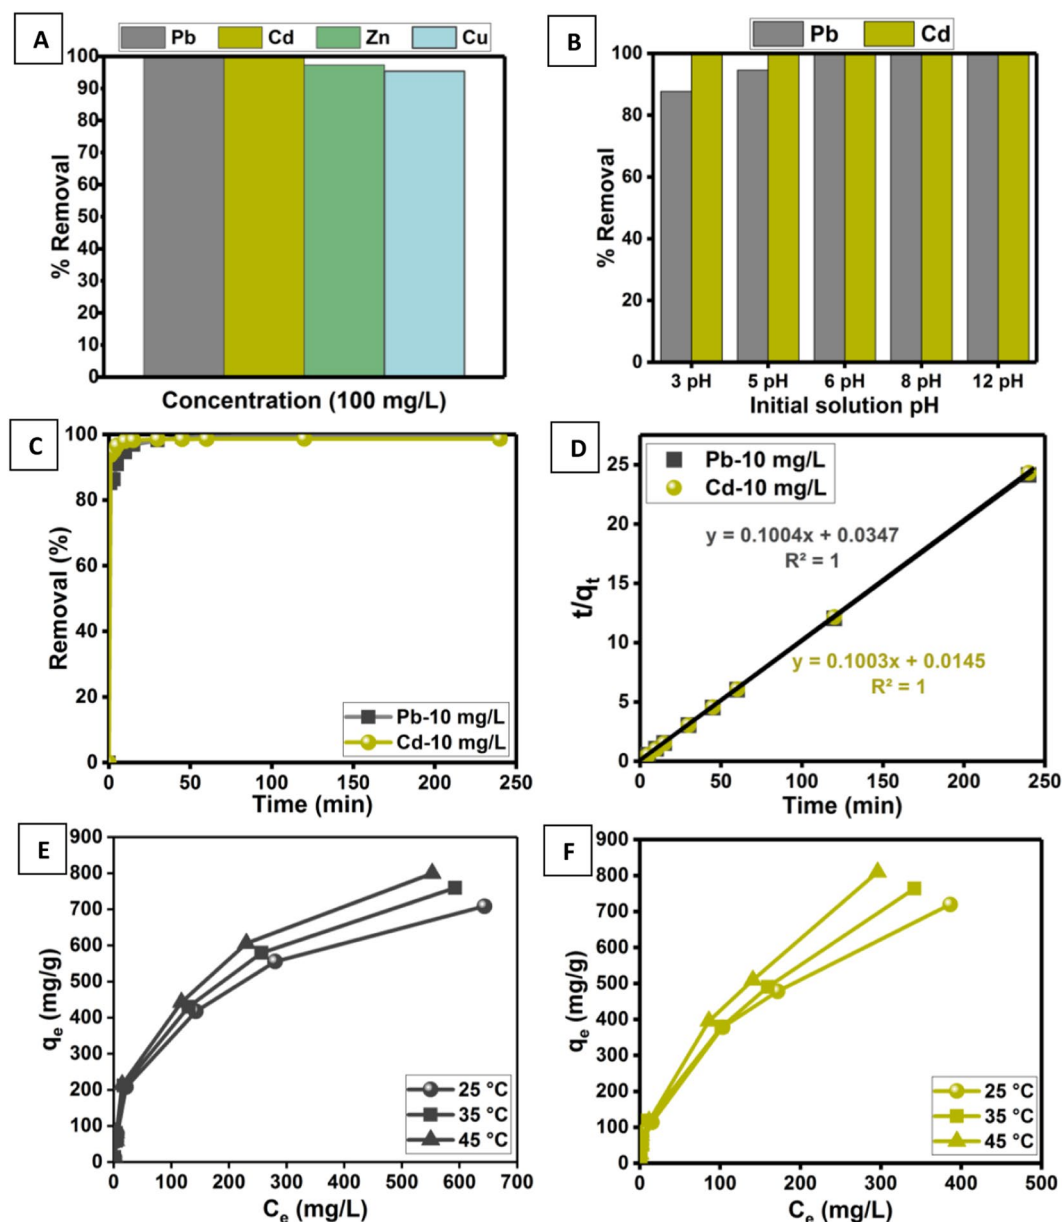 A
Pb Cd Zn Cu
% Removal
100
90
80
70
60
50
40
30
20
10
0
Concentration (100 mg/L)
B
Pb Cd
% Removal
100
80
60
40
20
0
3 pH 5 pH 6 pH 8 pH 12 pH
Initial solution pH
C
Removal (%)
100
80
60
40
20
0
Pb-10 mg/L
Cd-10 mg/L
0 50 100 150 200 250
Time (min)
D
Pb-10 mg/L
Cd-10 mg/L
y = 0.1004x + 0.0347
R² = 1
y = 0.1003x + 0.0145
R² = 1
t/qt
25
20
15
10
5
0
0 50 100 150 200 250
Time (min)
E
qe (mg/g)
900
800
700
600
500
400
300
200
100
0
25 °C
35 °C
45 °C
0 100 200 300 400 500 600 700
Ce (mg/L)
F
qe (mg/g)
900
800
700
600
500
400
300
200
100
0
25 °C
35 °C
45 °C
0 100 200 300 400 500
Ce (mg/L)